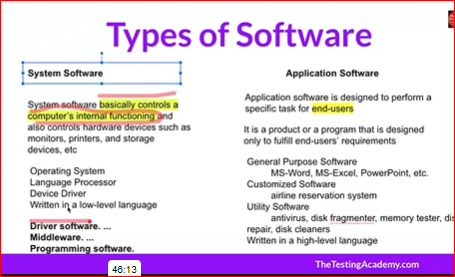 Types of Software
System Software
System software basically controls a
computer's internal functioning and
also controls hardware devices such as
monitors, printers, and storage
devices, etc
Operating System
Language Processor
Device Driver
Written in a low-level language
Driver software. ...
Middleware. ...
Programming software.
Application Software
Application software is designed to perform a
specific task for end-users
It is a product or a program that is designed
only to fulfill end-users' requirements
General Purpose Software
MS-Word, MS-Excel, PowerPoint, etc.
Customized Software
airline reservation system
Utility Software
antivirus, disk fragmenter, memory tester, dis
repair, disk cleaners
Written in a high-level language
TheTestingAcademy.com
46:13